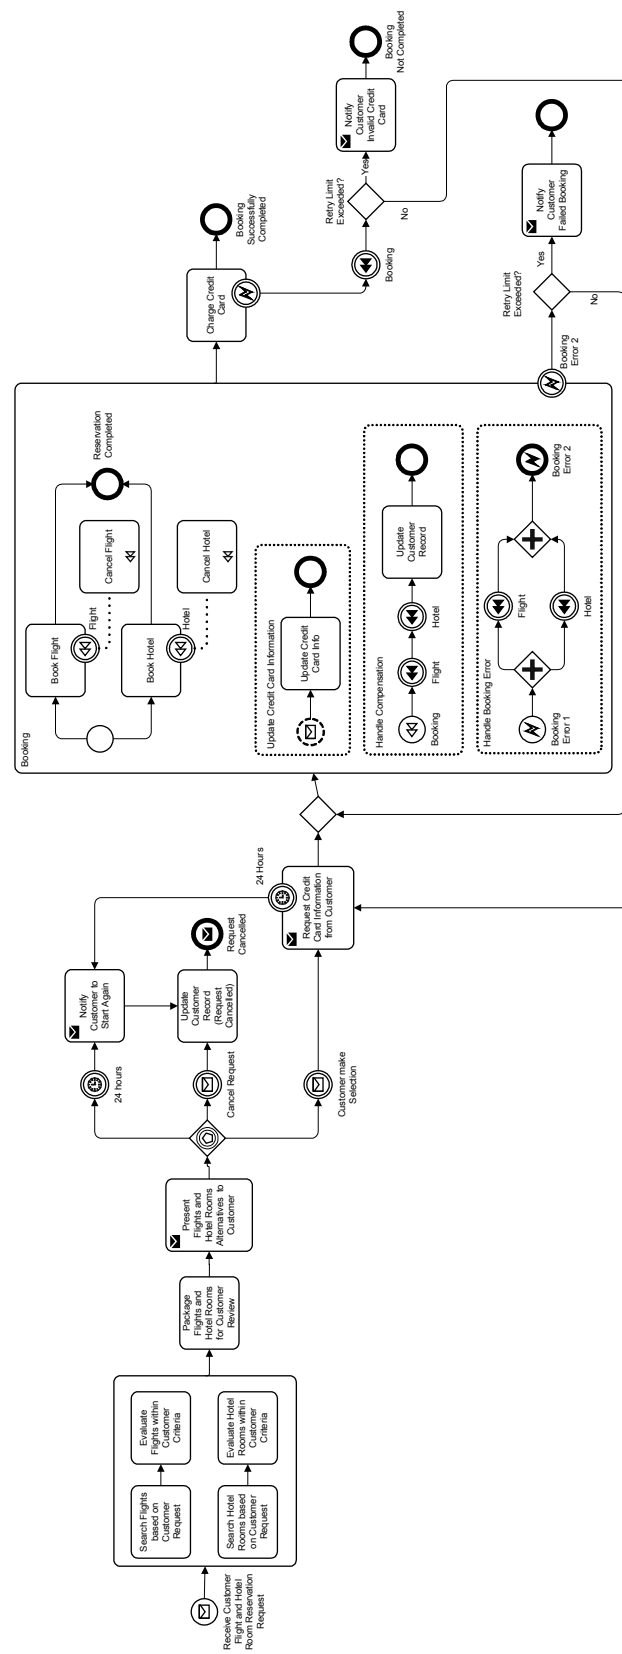 Receive Customer
Flight and Hotel
Room Reservation
Request
Search Flights
based on
Customer
Request
Evaluate
Flights within
Customer
Criteria
Search Hotel
Rooms based
on Customer
Request
Evaluate Hotel
Rooms within
Customer
Criteria
Package
Flights and
Hotel Rooms
for Customer
Review
Present
Flights and
Hotel Rooms
Alternatives to
Customer
24 hours
Notify
Customer to
Start Again
Cancel Request
Update
Customer
Record
(Request
Cancelled)
Request
Cancelled
Customer make
Selection
Request Credit
Card Information
from Customer
24 Hours
Booking
Book Flight
Flight
Cancel Flight
Book Hotel
Hotel
Cancel Hotel
Reservation
Completed
Update Credit Card Information
Update Credit
Card Info
Handle Compensation
Booking
Flight
Hotel
Update
Customer
Record
Handle Booking Error
Booking
Error 1
Flight
Hotel
Booking
Error 2
Booking
Error 2
Charge Credit
Card
Booking
Successfully
Completed
Booking
Retry Limit
Exceeded?
Yes
No
Notify
Customer
Invalid Credit
Card
Booking
Not Completed
Retry Limit
Exceeded?
Yes
No
Notify
Customer
Failed Booking